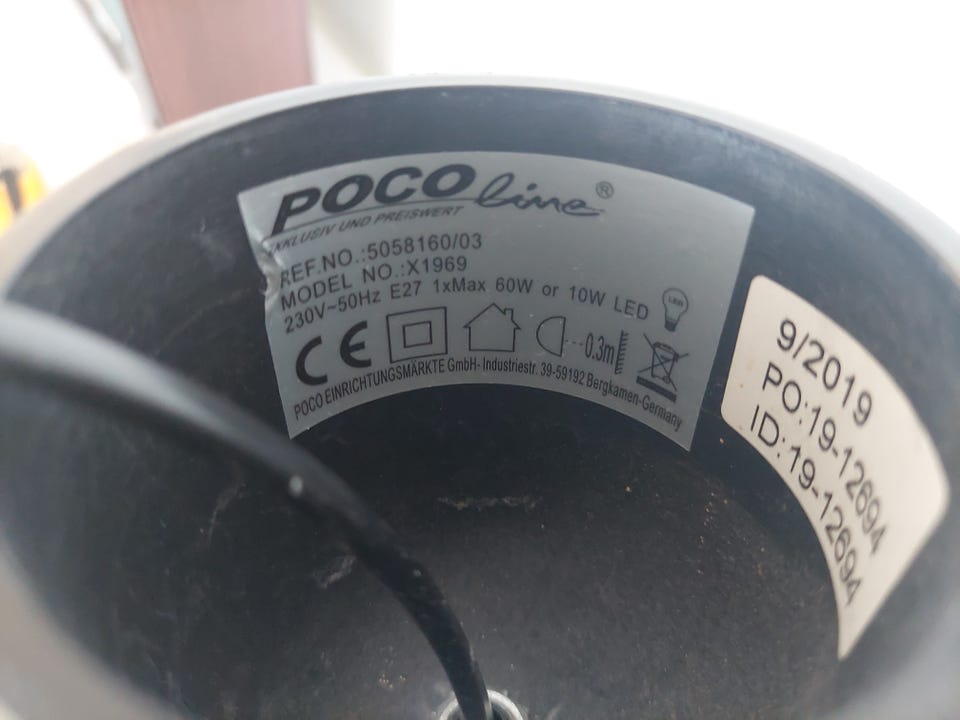 POCO line®
EXKLUSIV UND PREISWERT
REF.NO.:5058160/03
MODEL NO.:X1969
230V~50Hz E27 1xMax 60W or 10W LED
LED
CE
0.3m
POCO EINRICHTUNGSMÄRKTE GmbH- Industriestr. 39-59192 Bergkamen-Germany
9/2019
PO:19-12694
ID:19-12694